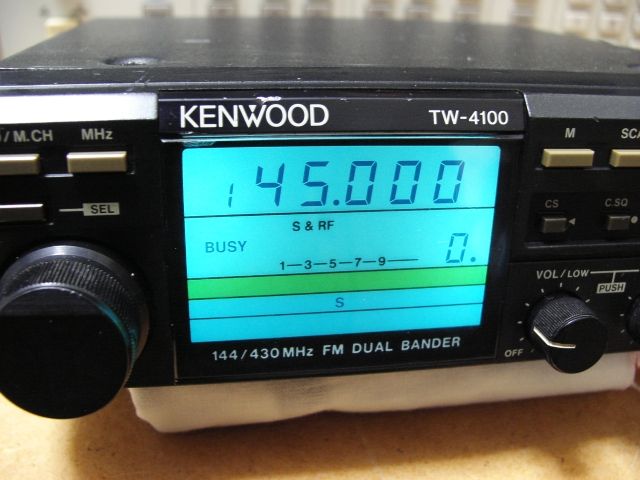 KENWOOD TW-4100
/M.CH MHz M SCA
145.000
S & RF
BUSY 0.
1—3—5—7—9—
SEL CS C.SQ
S
VOL/LOW PUSH
OFF
144/430MHz FM DUAL BANDER